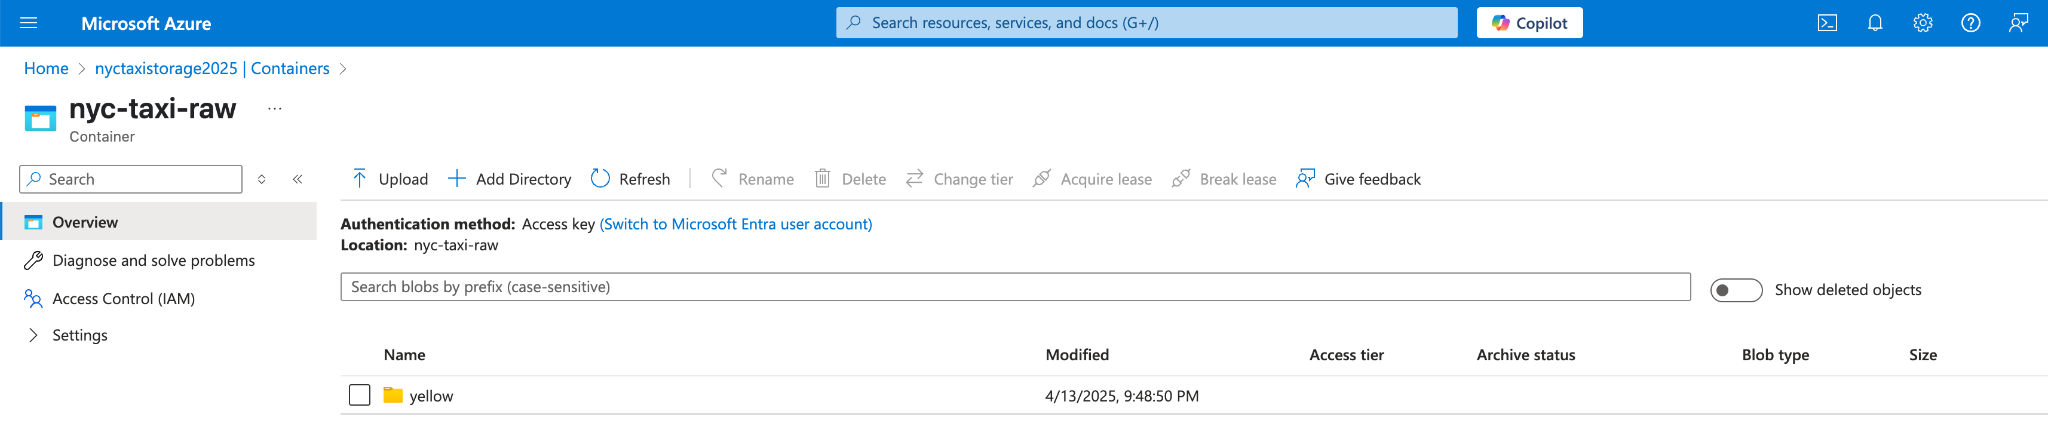 Microsoft Azure
Search resources, services, and docs (G+/)
Copilot
Home > nyctaxistorage2025 | Containers >
nyc-taxi-raw ...
Container
Search
Upload Add Directory Refresh Rename Delete Change tier Acquire lease Break lease Give feedback
Overview
Diagnose and solve problems
Access Control (IAM)
Settings
Authentication method: Access key (Switch to Microsoft Entra user account)
Location: nyc-taxi-raw
Search blobs by prefix (case-sensitive)
Show deleted objects
Name Modified Access tier Archive status Blob type Size
yellow 4/13/2025, 9:48:50 PM